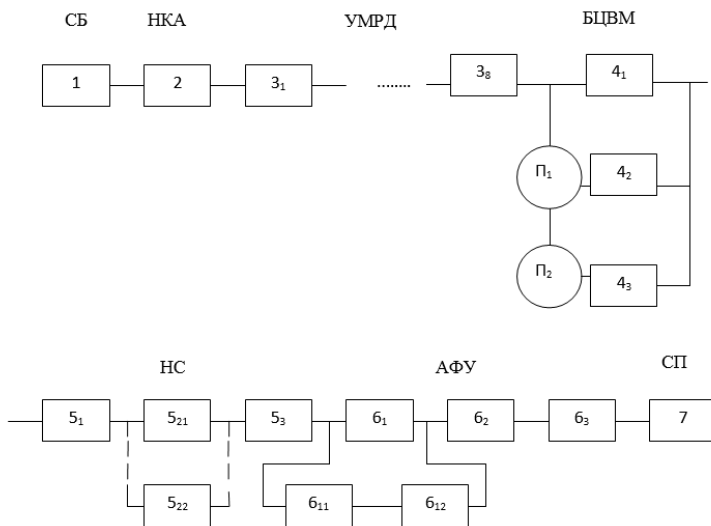 СБ НКА УМРД БЦВМ
1 2 3₁ ........ 3₈ 4₁
П₁ 4₂
П₂ 4₃
НС АФУ СП
5₁ 5₂₁ 5₃ 6₁ 6₂ 6₃ 7
5₂₂ 6₁₁ 6₁₂